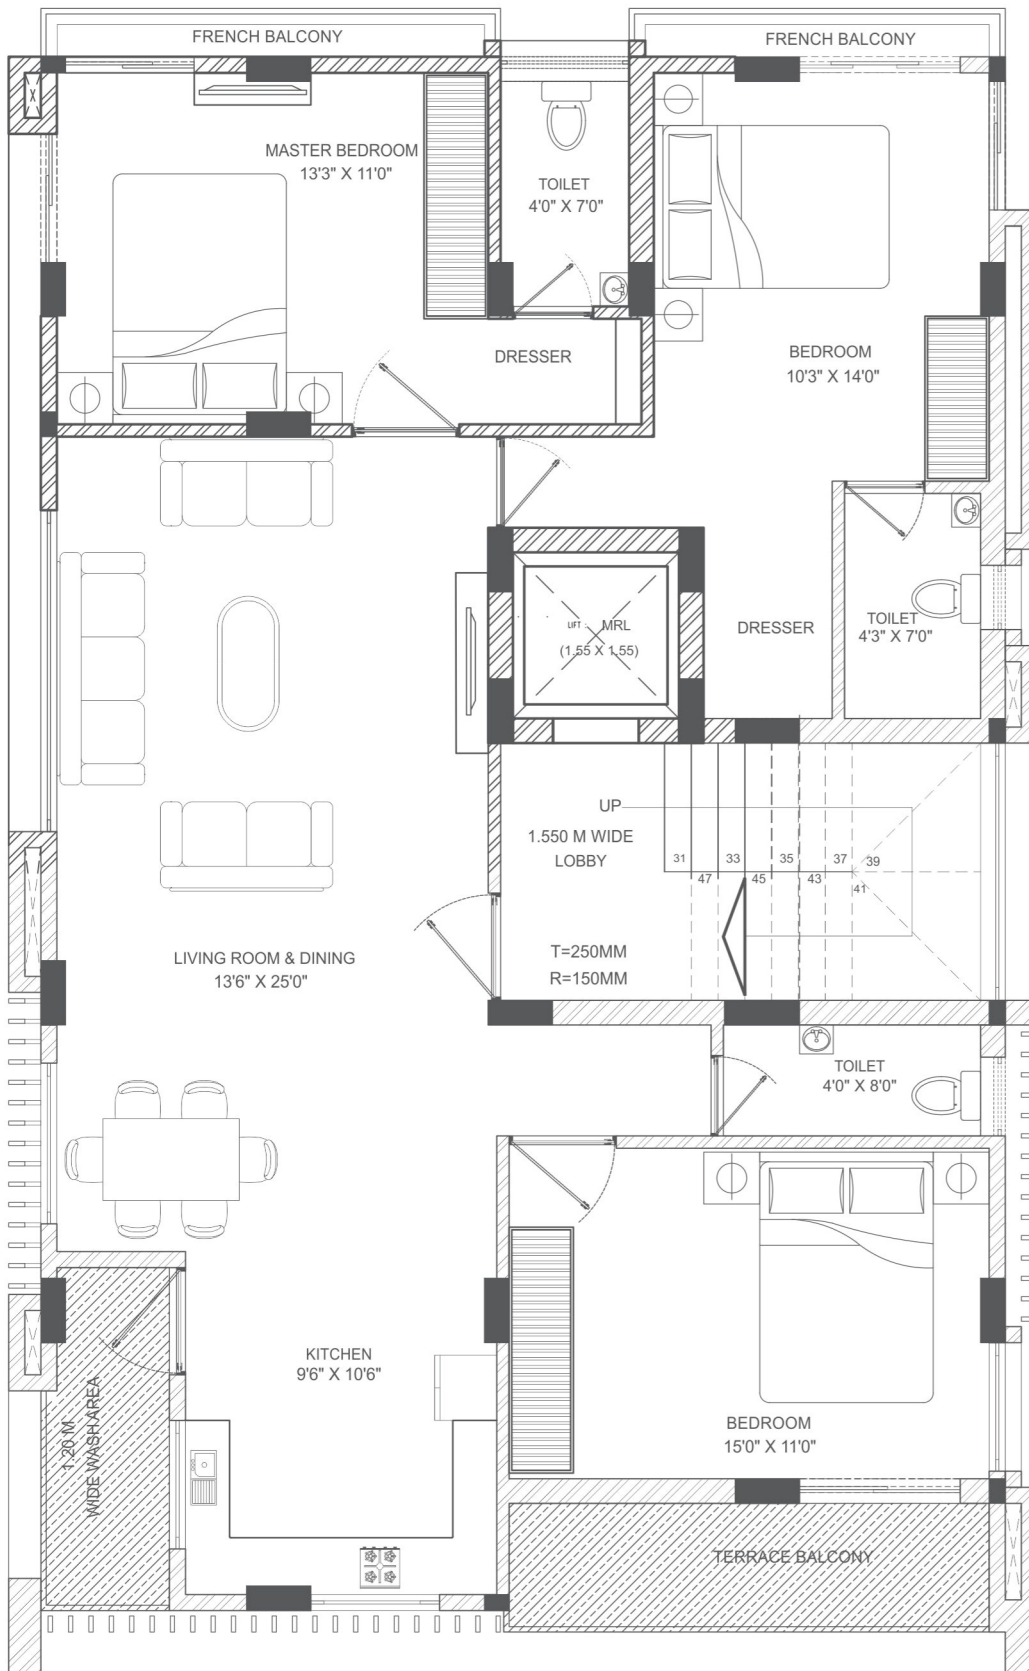 FRENCH BALCONY
FRENCH BALCONY
MASTER BEDROOM
13'3" X 11'0"
TOILET
4'0" X 7'0"
BEDROOM
10'3" X 14'0"
DRESSER
LIFT : MRL
(1.55 X 1.55)
DRESSER
TOILET
4'3" X 7'0"
UP
1.550 M WIDE
LOBBY
31
33
35
37
39
47
45
43
41
T=250MM
R=150MM
LIVING ROOM & DINING
13'6" X 25'0"
TOILET
4'0" X 8'0"
KITCHEN
9'6" X 10'6"
1.20 M
WIDE WASH AREA
BEDROOM
15'0" X 11'0"
TERRACE BALCONY